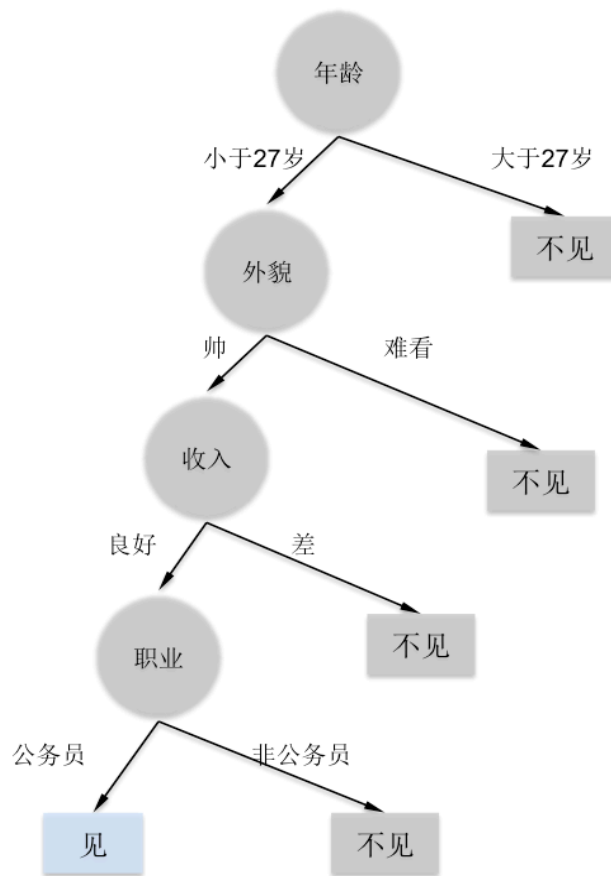 年龄
小于27岁
大于27岁
外貌
不见
帅
难看
收入
不见
良好
差
职业
不见
公务员
非公务员
见
不见